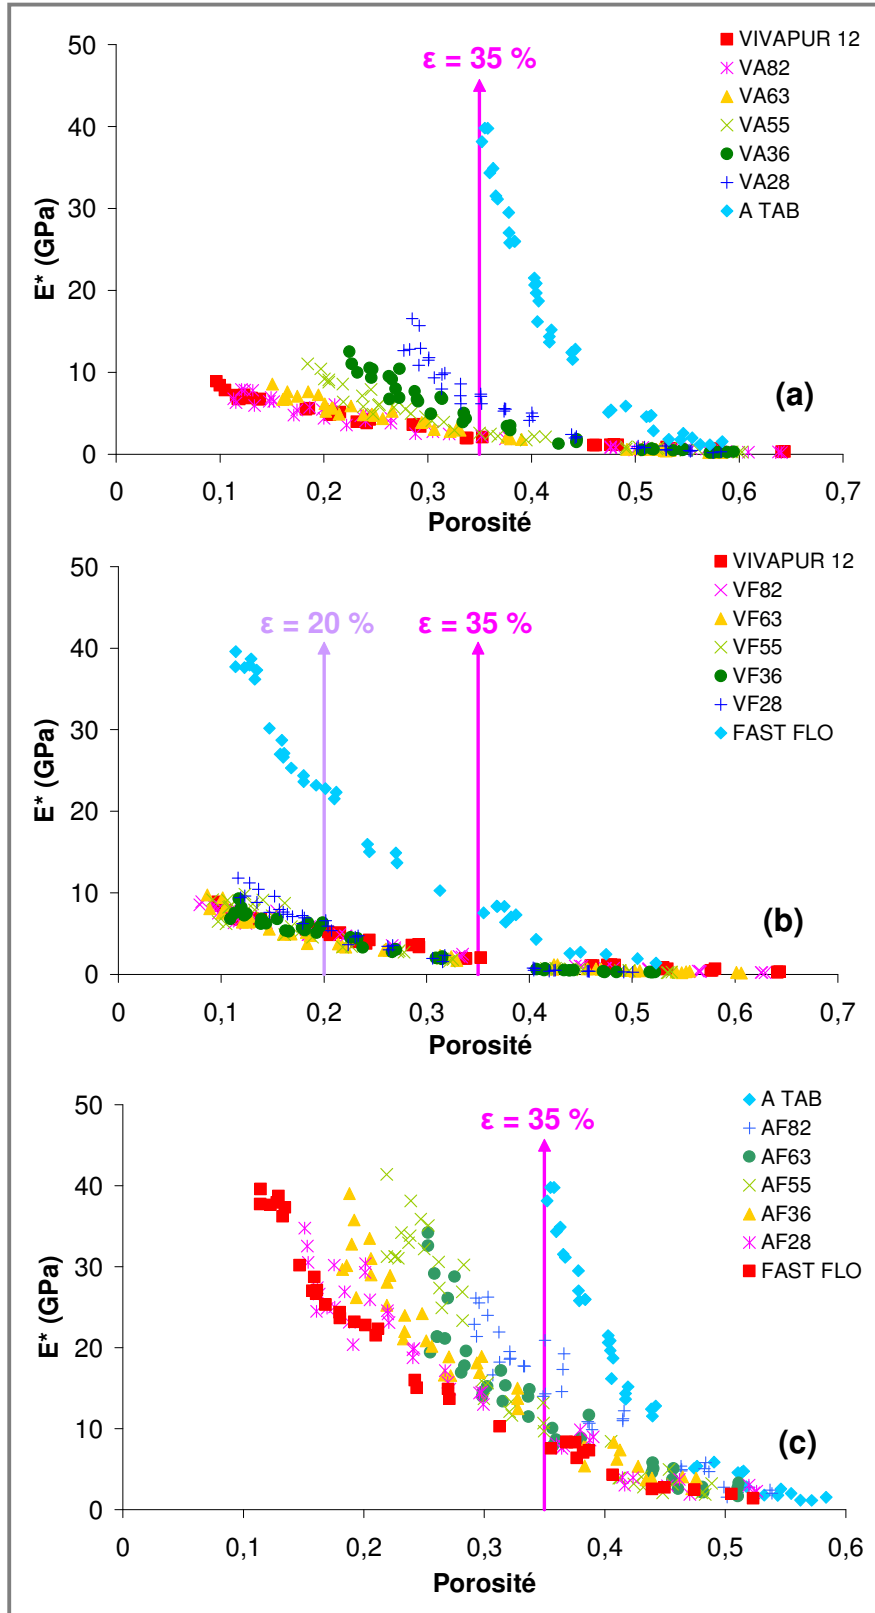 50
40
30
20
10
0
E* (GPa)
0
0,1
0,2
0,3
0,4
0,5
0,6
0,7
Porosité
ε = 35 %
VIVAPUR 12
VA82
VA63
VA55
VA36
VA28
A TAB
(a)
50
40
30
20
10
0
E* (GPa)
0
0,1
0,2
0,3
0,4
0,5
0,6
0,7
Porosité
ε = 20 %
ε = 35 %
VIVAPUR 12
VF82
VF63
VF55
VF36
VF28
FAST FLO
(b)
50
40
30
20
10
0
E* (GPa)
0
0,1
0,2
0,3
0,4
0,5
0,6
Porosité
ε = 35 %
A TAB
AF82
AF63
AF55
AF36
AF28
FAST FLO
(c)